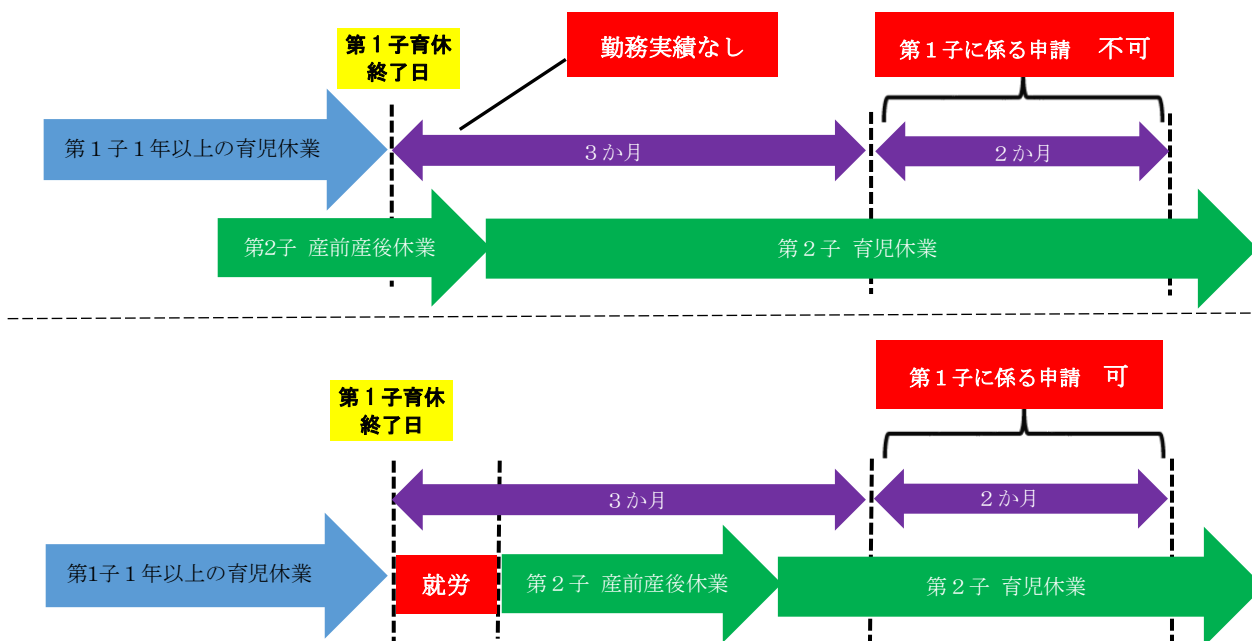 第１子育休
終了日
勤務実績なし
第１子に係る申請　不可
第１子１年以上の育児休業
３か月
２か月
第2子 産前産後休業
第２子 育児休業
第１子に係る申請　可
第１子育休
終了日
３か月
２か月
第1子１年以上の育児休業
就労
第２子 産前産後休業
第２子 育児休業